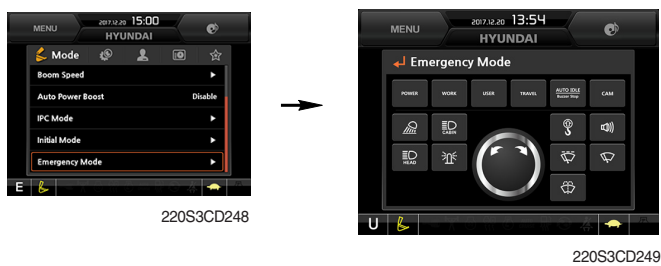 MENU
2017.12.20 15:00
HYUNDAI
Mode
Boom Speed
Auto Power Boost Disable
IPC Mode
Initial Mode
Emergency Mode
E
220S3CD248
MENU
2017.12.20 13:54
HYUNDAI
Emergency Mode
POWER WORK USER TRAVEL AUTO IDLE CAM
Buzzer Stop
CABIN
HEAD
U
220S3CD249